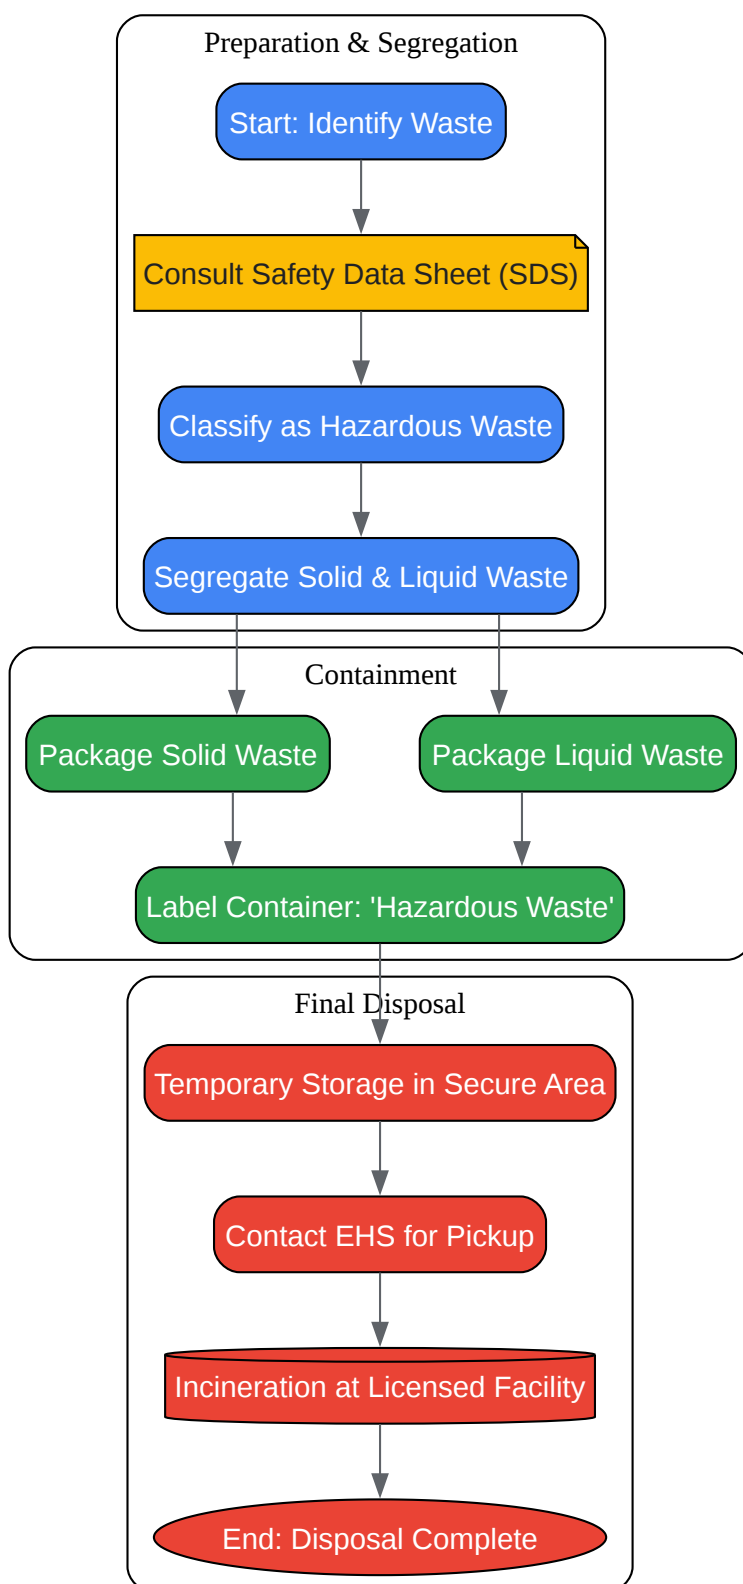 Preparation & Segregation
Start: Identify Waste
Consult Safety Data Sheet (SDS)
Classify as Hazardous Waste
Segregate Solid & Liquid Waste
Containment
Package Solid Waste
Package Liquid Waste
Label Container: 'Hazardous Waste'
Final Disposal
Temporary Storage in Secure Area
Contact EHS for Pickup
Incineration at Licensed Facility
End: Disposal Complete